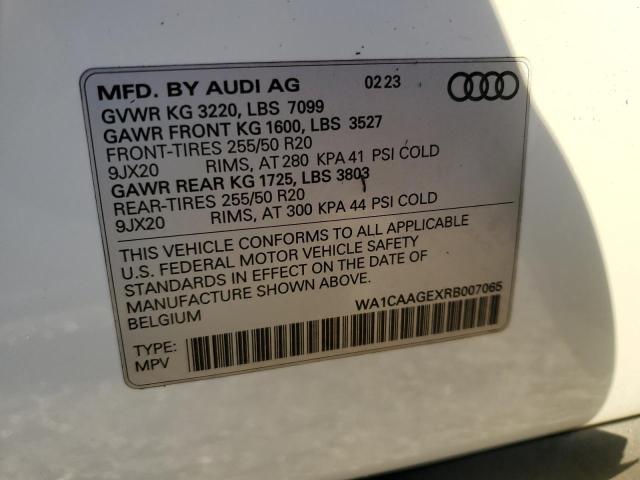 MFD. BY AUDI AG 02 23
GVWR KG 3220, LBS 7099
GAWR FRONT KG 1600, LBS 3527
FRONT-TIRES 255/50 R20
9JX20 RIMS, AT 280 KPA 41 PSI COLD
GAWR REAR KG 1725, LBS 3803
REAR-TIRES 255/50 R20
9JX20 RIMS, AT 300 KPA 44 PSI COLD
THIS VEHICLE CONFORMS TO ALL APPLICABLE
U.S. FEDERAL MOTOR VEHICLE SAFETY
STANDARDS IN EFFECT ON THE DATE OF
MANUFACTURE SHOWN ABOVE.
BELGIUM WA1CAAGEXRB007065
TYPE:
MPV